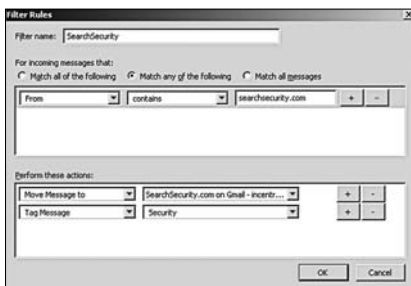 Filter Rules
Filter name: SearchSecurity
For incoming messages that:
Match all of the following Match any of the following Match all messages
From contains searchsecurity.com + -
Perform these actions:
Move Message to SearchSecurity.com on Gmail - incentr... + -
Tag Message Security + -
OK Cancel